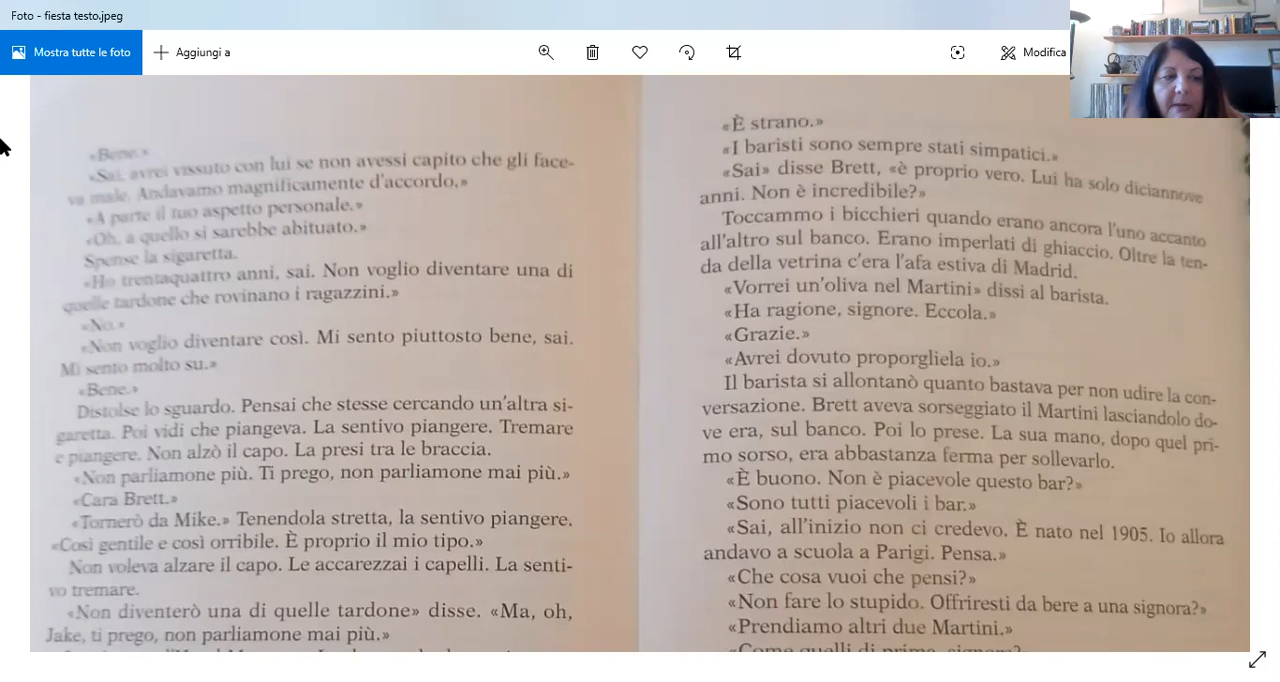 Foto - fiesta testo.jpeg
Mostra tutte le foto
Aggiungi a
Modifica
«Bene.»
«Sai, avrei vissuto con lui se non avessi capito che gli face-
va male. Andavamo magnificamente d'accordo.»
«A parte il tuo aspetto personale.»
«Oh, a quello si sarebbe abituato.»
Spense la sigaretta.
«Ho trentaquattro anni, sai. Non voglio diventare una di
quelle tardone che rovinano i ragazzini.»
«No.»
«Non voglio diventare così. Mi sento piuttosto bene, sai.
Mi sento molto su.»
«Bene.»
Distolse lo sguardo. Pensai che stesse cercando un'altra si-
garetta. Poi vidi che piangeva. La sentivo piangere. Tremare
e piangere. Non alzò il capo. La presi tra le braccia.
«Non parliamone più. Ti prego, non parliamone mai più.»
«Cara Brett.»
«Tornerò da Mike.» Tenendola stretta, la sentivo piangere.
«Così gentile e così orribile. È proprio il mio tipo.»
Non voleva alzare il capo. Le accarezzai i capelli. La senti-
vo tremare.
«Non diventerò una di quelle tardone» disse. «Ma, oh,
Jake, ti prego, non parliamone mai più.»
«È strano.»
«I baristi sono sempre stati simpatici.»
«Sai» disse Brett, «è proprio vero. Lui ha solo diciannove
anni. Non è incredibile?»
Toccammo i bicchieri quando erano ancora l'uno accanto
all'altro sul banco. Erano imperlati di ghiaccio. Oltre la ten-
da della vetrina c'era l'afa estiva di Madrid.
«Vorrei un'oliva nel Martini» dissi al barista.
«Ha ragione, signore. Eccola.»
«Grazie.»
«Avrei dovuto proporgliela io.»
Il barista si allontanò quanto bastava per non udire la con-
versazione. Brett aveva sorseggiato il Martini lasciandolo do-
ve era, sul banco. Poi lo prese. La sua mano, dopo quel pri-
mo sorso, era abbastanza ferma per sollevarlo.
«È buono. Non è piacevole questo bar?»
«Sono tutti piacevoli i bar.»
«Sai, all'inizio non ci credevo. È nato nel 1905. Io allora
andavo a scuola a Parigi. Pensa.»
«Che cosa vuoi che pensi?»
«Non fare lo stupido. Offriresti da bere a una signora?»
«Prendiamo altri due Martini.»
«Come quelli di prima, signore?